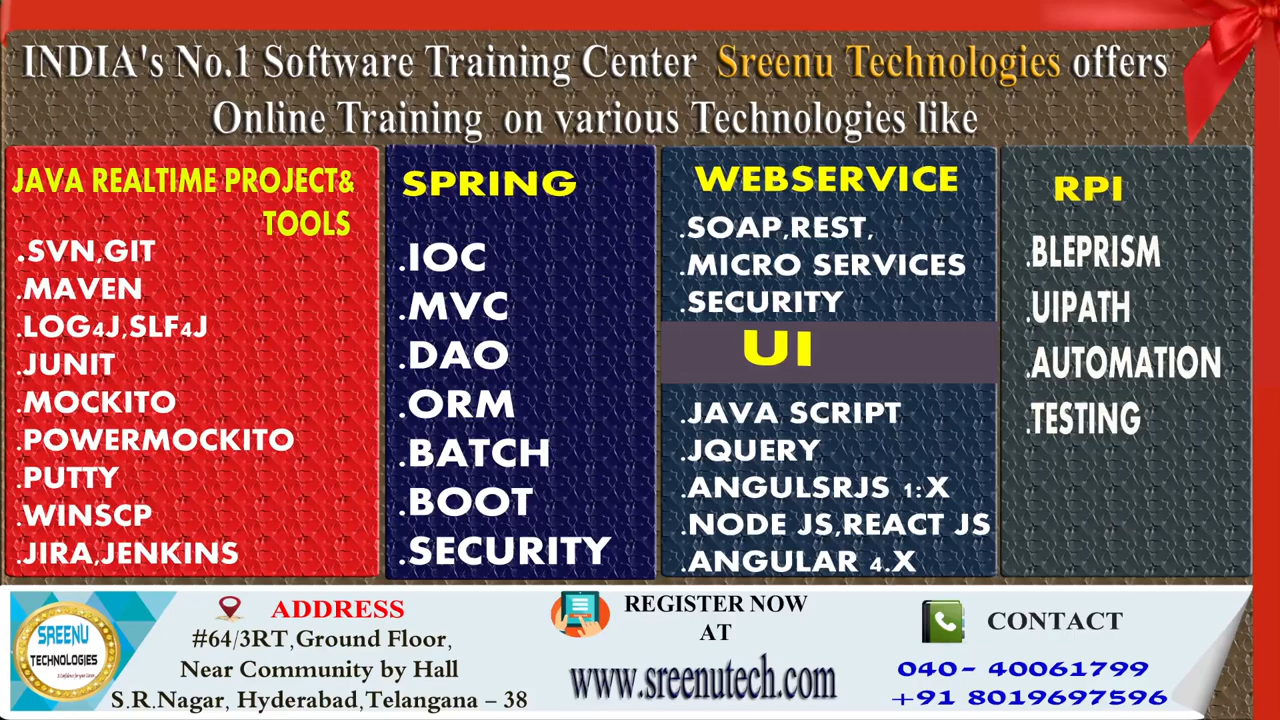 INDIA's No.1 Software Training Center Sreenu Technologies offers
Online Training on various Technologies like
JAVA REALTIME PROJECT&
TOOLS
.SVN,GIT
.MAVEN
.LOG4J,SLF4J
.JUNIT
.MOCKITO
.POWERMOCKITO
.PUTTY
.WINSCP
.JIRA,JENKINS
SPRING
.IOC
.MVC
.DAO
.ORM
.BATCH
.BOOT
.SECURITY
WEBSERVICE
.SOAP,REST,
.MICRO SERVICES
.SECURITY
UI
.JAVA SCRIPT
.JQUERY
.ANGULSRJS 1:X
.NODE JS,REACT JS
.ANGULAR 4.X
RPI
.BLEPRISM
.UIPATH
.AUTOMATION
.TESTING
SREENU
TECHNOLOGIES
ADDRESS
#64/3RT,Ground Floor,
Near Community by Hall
S.R.Nagar, Hyderabad,Telangana – 38
REGISTER NOW
AT
www.sreenutech.com
CONTACT
040- 40061799
+91 8019697596